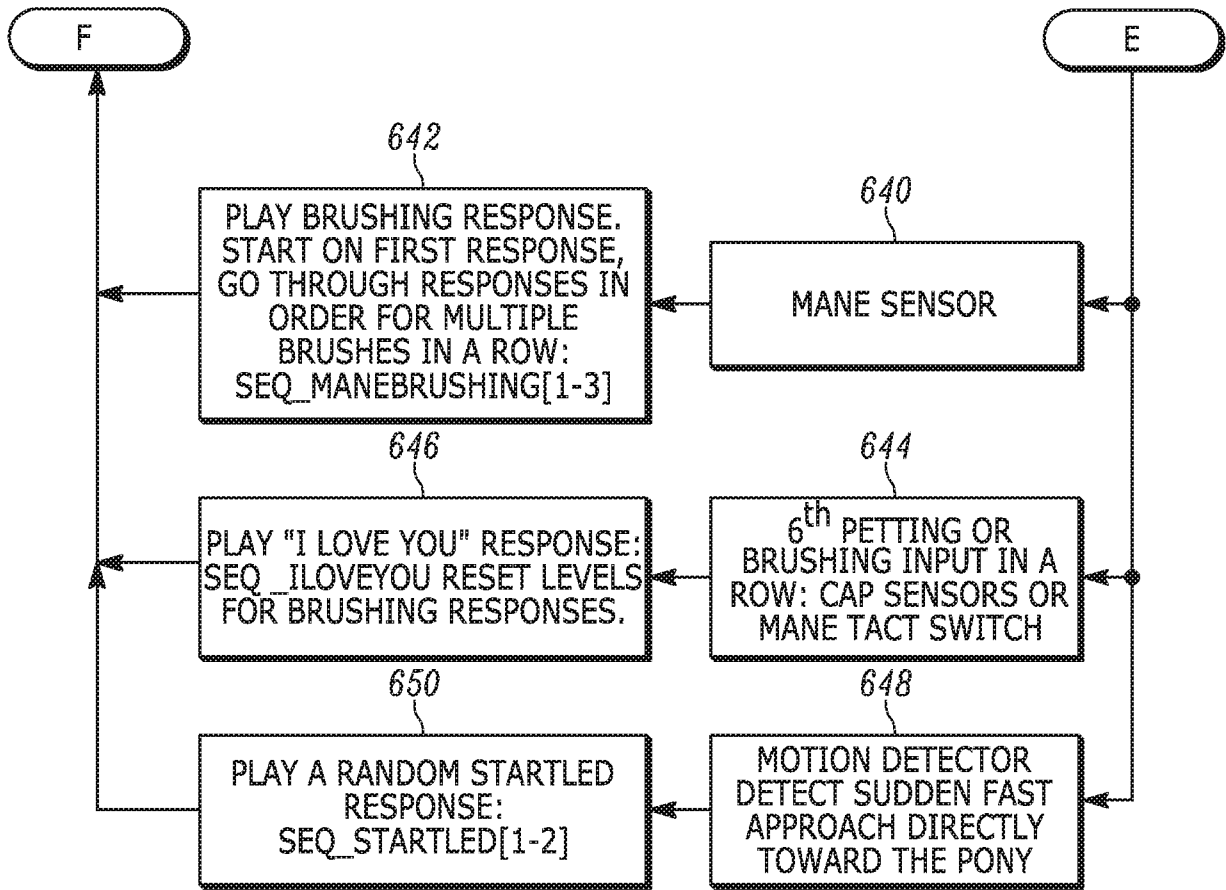 F
E
642
PLAY BRUSHING RESPONSE.
START ON FIRST RESPONSE,
GO THROUGH RESPONSES IN
ORDER FOR MULTIPLE
BRUSHES IN A ROW:
SEQ_MANEBRUSHING[1-3]
640
MANE SENSOR
646
PLAY "I LOVE YOU" RESPONSE:
SEQ_ILOVEYOU RESET LEVELS
FOR BRUSHING RESPONSES.
644
6th PETTING OR
BRUSHING INPUT IN A
ROW: CAP SENSORS OR
MANE TACT SWITCH
650
PLAY A RANDOM STARTLED
RESPONSE:
SEQ_STARTLED[1-2]
648
MOTION DETECTOR
DETECT SUDDEN FAST
APPROACH DIRECTLY
TOWARD THE PONY